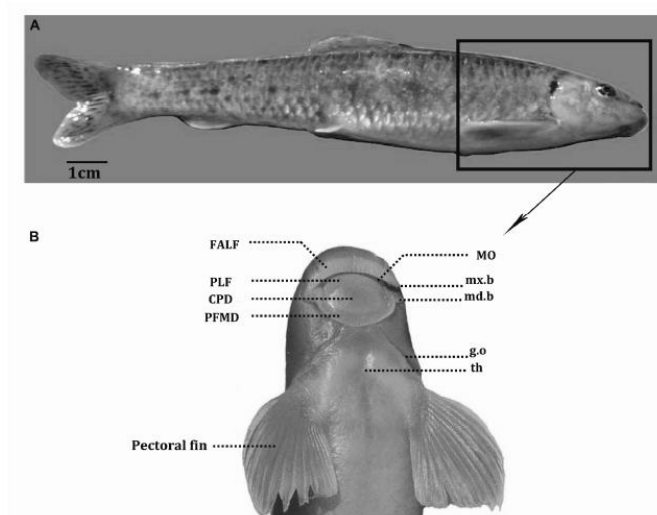 A
1cm
B
FALF
PLF
CPD
PFMD
MO
mx.b
md.b
g.o
th
Pectoral fin